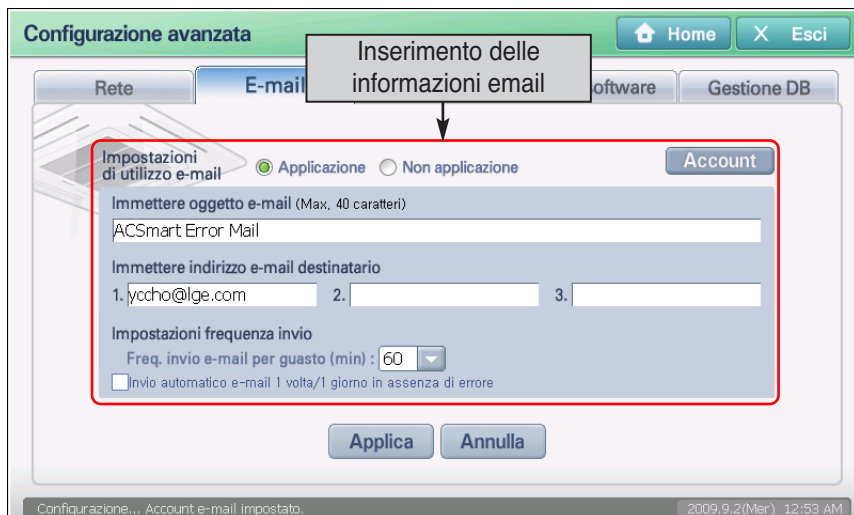 Configurazione avanzata
Home
X Esci
Inserimento delle
informazioni email
Rete
E-mail
software
Gestione DB
Impostazioni
di utilizzo e-mail
Applicazione
Non applicazione
Account
Immettere oggetto e-mail (Max. 40 caratteri)
ACSmart Error Mail
Immettere indirizzo e-mail destinatario
1. yccho@lge.com 2. 3.
Impostazioni frequenza invio
Freq. invio e-mail per guasto (min) : 60
Invio automatico e-mail 1 volta/1 giorno in assenza di errore
Applica
Annulla
Configurazione... Account e-mail impostato.
2009.9.2(Mer) 12:53 AM